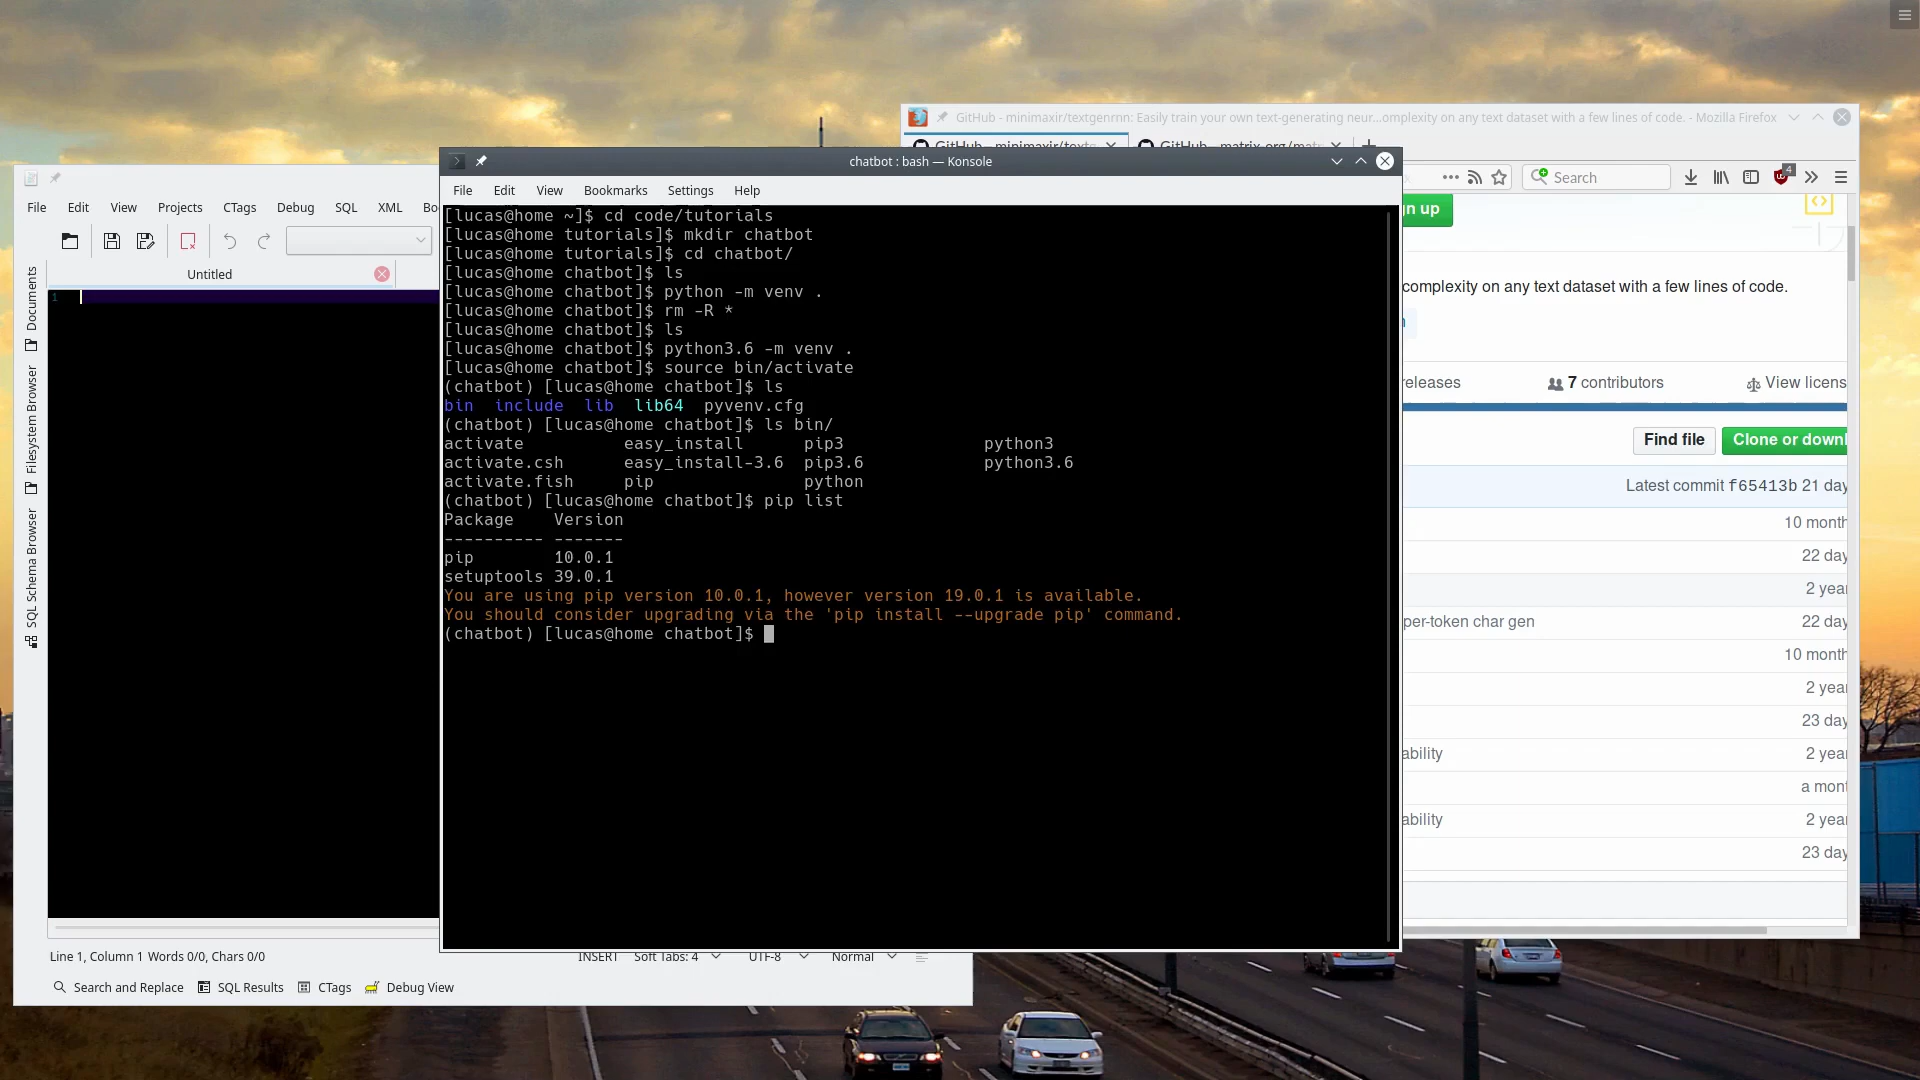 GitHub - minimaxir/textgenrnn: Easily train your own text-generating neur...omplexity on any text dataset with a few lines of code. - Mozilla Firefox
GitHub - minimaxir/textg
GitHub - matrix-org/mat
chatbot : bash — Konsole
4
Search
File Edit View Bookmarks Settings Help
File Edit View Projects CTags Debug SQL XML Bo
Untitled
1
Documents
Filesystem Browser
SQL Schema Browser
[lucas@home ~]$ cd code/tutorials
[lucas@home tutorials]$ mkdir chatbot
[lucas@home tutorials]$ cd chatbot/
[lucas@home chatbot]$ ls
[lucas@home chatbot]$ python -m venv .
[lucas@home chatbot]$ rm -R *
[lucas@home chatbot]$ ls
[lucas@home chatbot]$ python3.6 -m venv .
[lucas@home chatbot]$ source bin/activate
(chatbot) [lucas@home chatbot]$ ls
bin include lib lib64 pyvenv.cfg
(chatbot) [lucas@home chatbot]$ ls bin/
activate easy_install pip3 python3
activate.csh easy_install-3.6 pip3.6 python3.6
activate.fish pip python
(chatbot) [lucas@home chatbot]$ pip list
Package Version
---------- -------
pip 10.0.1
setuptools 39.0.1
You are using pip version 10.0.1, however version 19.0.1 is available.
You should consider upgrading via the 'pip install --upgrade pip' command.
(chatbot) [lucas@home chatbot]$
n up
complexity on any text dataset with a few lines of code.
eleases 7 contributors View licens
Find file Clone or downl
Latest commit f65413b 21 day
10 month
22 day
2 year
per-token char gen 22 day
10 month
2 year
23 day
ability 2 year
a mont
ability 2 year
23 day
Line 1, Column 1 Words 0/0, Chars 0/0 INSERT Soft Tabs: 4 UTF-8 Normal
Search and Replace SQL Results CTags Debug View